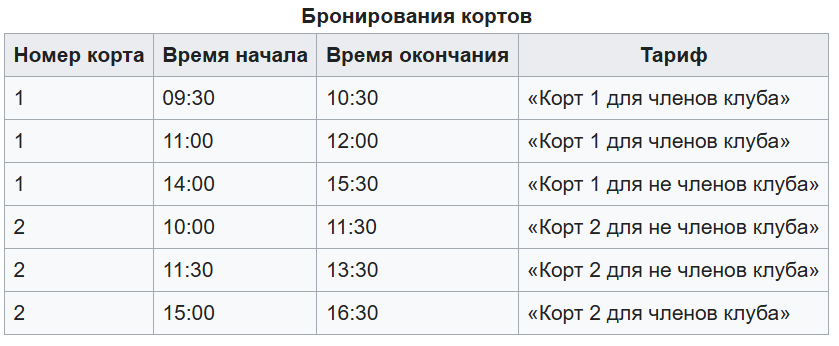 Бронирования кортов
Номер корта Время начала Время окончания Тариф
1 09:30 10:30 «Корт 1 для членов клуба»
1 11:00 12:00 «Корт 1 для членов клуба»
1 14:00 15:30 «Корт 1 для не членов клуба»
2 10:00 11:30 «Корт 2 для не членов клуба»
2 11:30 13:30 «Корт 2 для не членов клуба»
2 15:00 16:30 «Корт 2 для членов клуба»